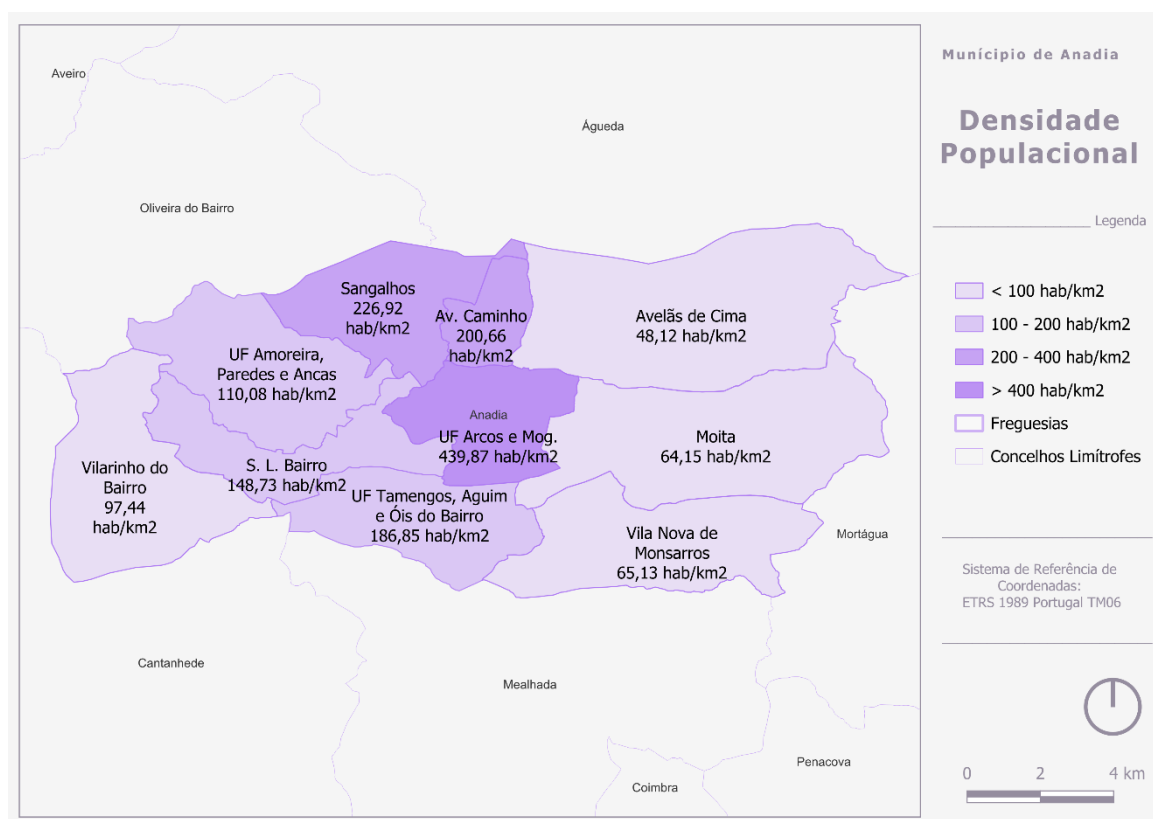 Aveiro
Águeda
Oliveira do Bairro
Sangalhos
226,92
hab/km2
Av. Caminho
200,66
hab/km2
Avelãs de Cima
48,12 hab/km2
UF Amoreira,
Paredes e Ancas
110,08 hab/km2
Anadia
UF Arcos e Mog.
439,87 hab/km2
Moita
64,15 hab/km2
Vilarinho do
Bairro
97,44
hab/km2
S. L. Bairro
148,73 hab/km2
UF Tamengos, Aguim
e Óis do Bairro
186,85 hab/km2
Vila Nova de
Monsarros
65,13 hab/km2
Mortágua
Cantanhede
Mealhada
Penacova
Coimbra
Munícipio de Anadia
Densidade
Populacional
Legenda
< 100 hab/km2
100 - 200 hab/km2
200 - 400 hab/km2
> 400 hab/km2
Freguesias
Concelhos Limítrofes
Sistema de Referência de
Coordenadas:
ETRS 1989 Portugal TM06
0 2 4 km